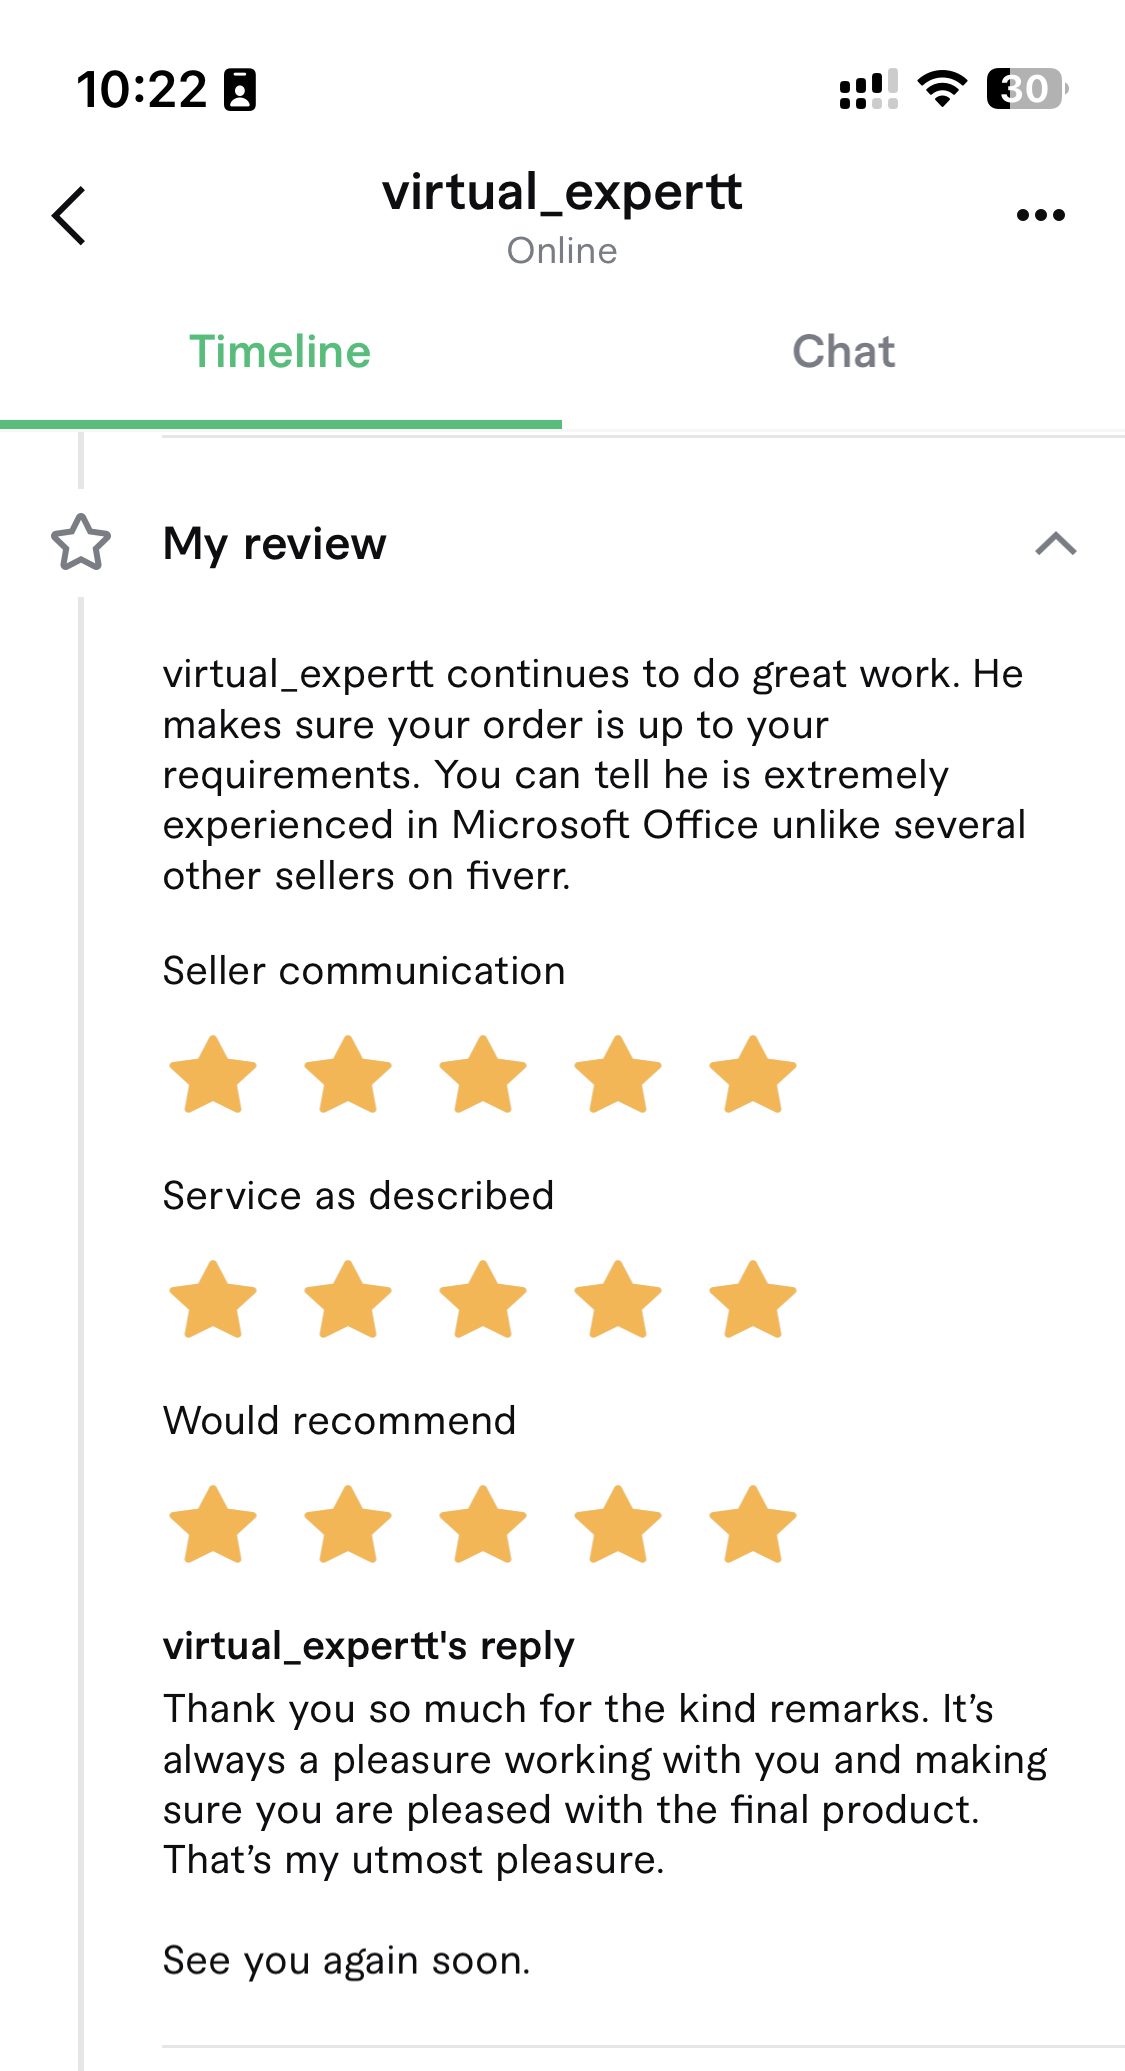 10:22
30
virtual_expertt
Online
Timeline
Chat
My review
virtual_expertt continues to do great work. He
makes sure your order is up to your
requirements. You can tell he is extremely
experienced in Microsoft Office unlike several
other sellers on fiverr.
Seller communication
Service as described
Would recommend
virtual_expertt's reply
Thank you so much for the kind remarks. It’s
always a pleasure working with you and making
sure you are pleased with the final product.
That’s my utmost pleasure.
See you again soon.